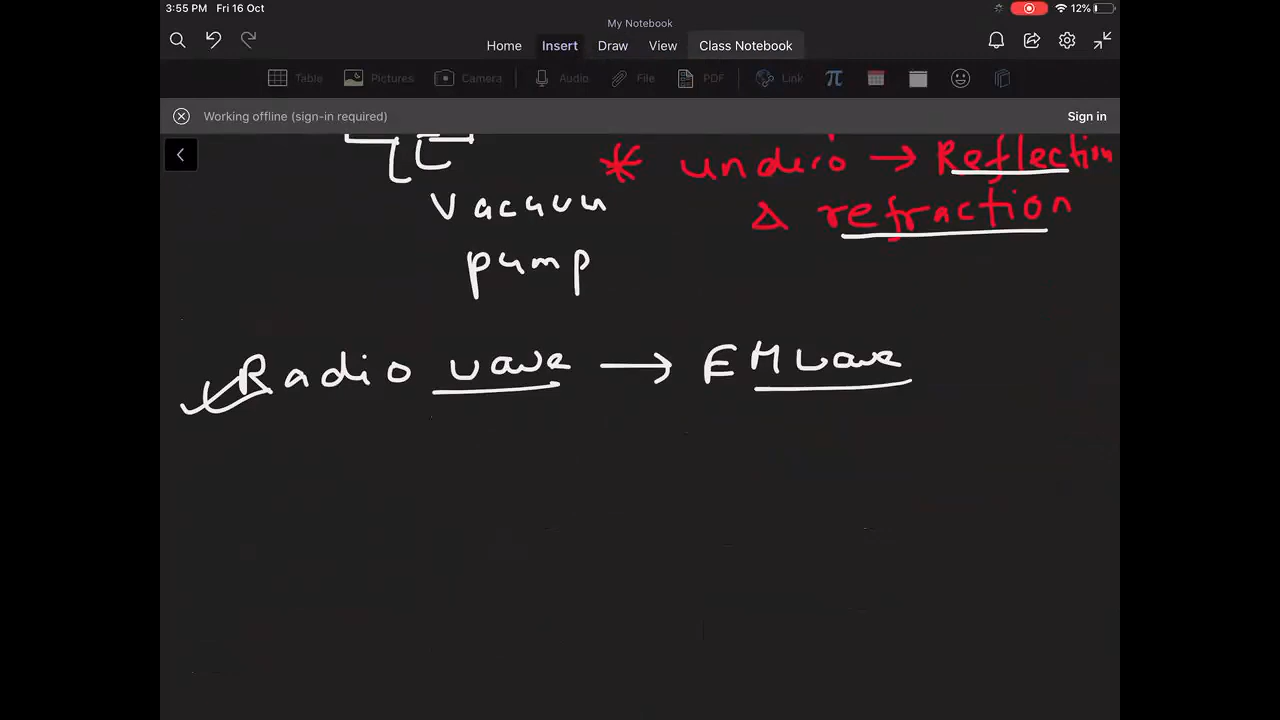 3:55 PM Fri 16 Oct
12%
My Notebook
Home Insert Draw View Class Notebook
Table Pictures Camera Audio File PDF Link π
Working offline (sign-in required) Sign in
* → Reflection
& refraction
Vacuum
pump
Radio wave → EM wave